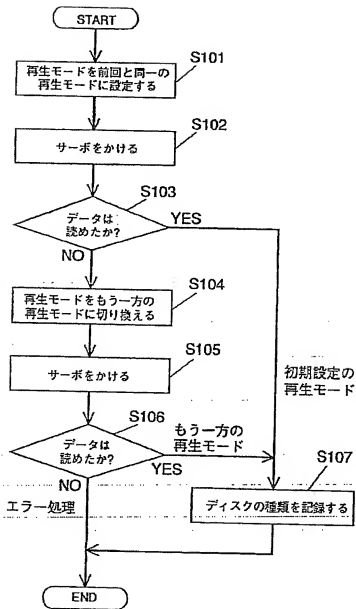 START
S101
再生モードを前回と同一の
再生モードに設定する
S102
サーボをかける
S103
データは
読めたか?
YES
NO
S104
再生モードをもう一方の
再生モードに切り換える
S105
サーボをかける
初期設定の
再生モード
S106
データは
読めたか?
もう一方の
再生モード
YES
NO
エラー処理
S107
ディスクの種類を記録する
END